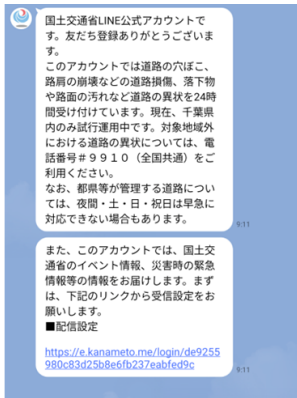 国土交通省LINE公式アカウントで
す。友だち登録ありがとうございま
す。
このアカウントでは道路の穴ぼこ、
路肩の崩壊などの道路損傷、落下物
や路面の汚れなど道路の異状を24時
間受け付けています。現在、千葉県
内のみ試行運用中です。対象地域外
における道路の異状については、電
話番号＃９９１０（全国共通）をご
利用ください。
なお、都県等が管理する道路につい
ては、夜間・土・日・祝日は早急に
対応できない場合もあります。
9:11
また、このアカウントでは、国土交
通省のイベント情報、災害時の緊急
情報等の情報をお届けします。まず
は、下記のリンクから受信設定をお
願いします。
■配信設定
https://e.kanameto.me/login/de9255
980c83d25b8e6fb237eabfed9c
9:11